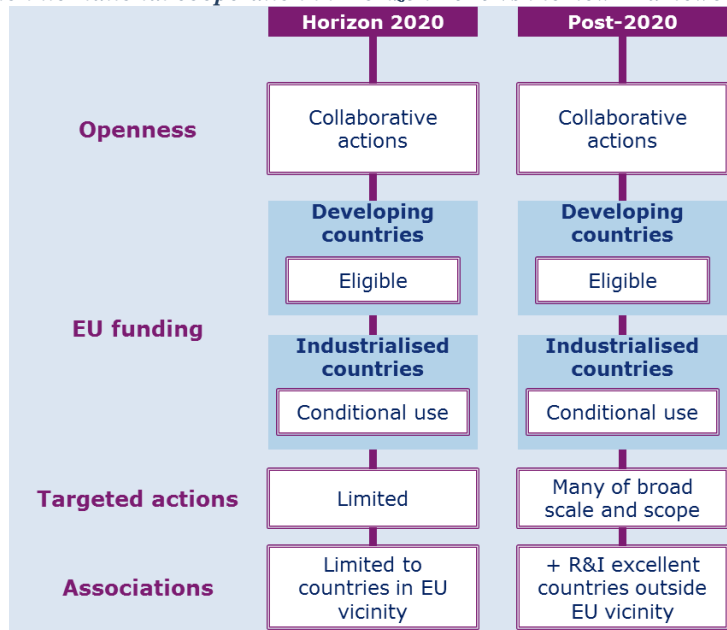 international cooperation
Horizon 2020
Post-2020
Openness
Collaborative
actions
Collaborative
actions
EU funding
Developing
countries
Eligible
Developing
countries
Eligible
Industrialised
countries
Conditional use
Industrialised
countries
Conditional use
Targeted actions
Limited
Many of broad
scale and scope
Associations
Limited to
countries in EU
vicinity
+ R&I excellent
countries outside
EU vicinity